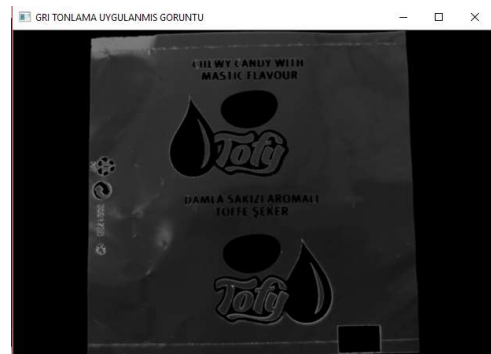 GRI TONLAMA UYGULANMIS GORUNTU
CHEWY CANDY WITH
MASTIC FLAVOUR
Tofy
DAMLA SAKIZI AROMALI
TOFFE ŞEKER
Tofy